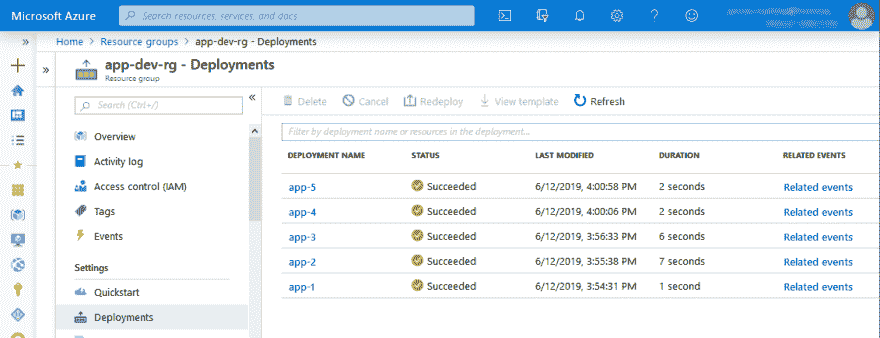 Microsoft Azure
Search resources, services, and docs
Home > Resource groups > app-dev-rg - Deployments
app-dev-rg - Deployments
Resource group
Search (Ctrl+/)
Overview
Activity log
Access control (IAM)
Tags
Events
Settings
Quickstart
Deployments
Delete Cancel Redeploy View template Refresh
Filter by deployment name or resources in the deployment...
DEPLOYMENT NAME STATUS LAST MODIFIED DURATION RELATED EVENTS
app-5 Succeeded 6/12/2019, 4:00:58 PM 2 seconds Related events
app-4 Succeeded 6/12/2019, 4:00:06 PM 2 seconds Related events
app-3 Succeeded 6/12/2019, 3:56:33 PM 6 seconds Related events
app-2 Succeeded 6/12/2019, 3:55:38 PM 7 seconds Related events
app-1 Succeeded 6/12/2019, 3:54:31 PM 1 second Related events